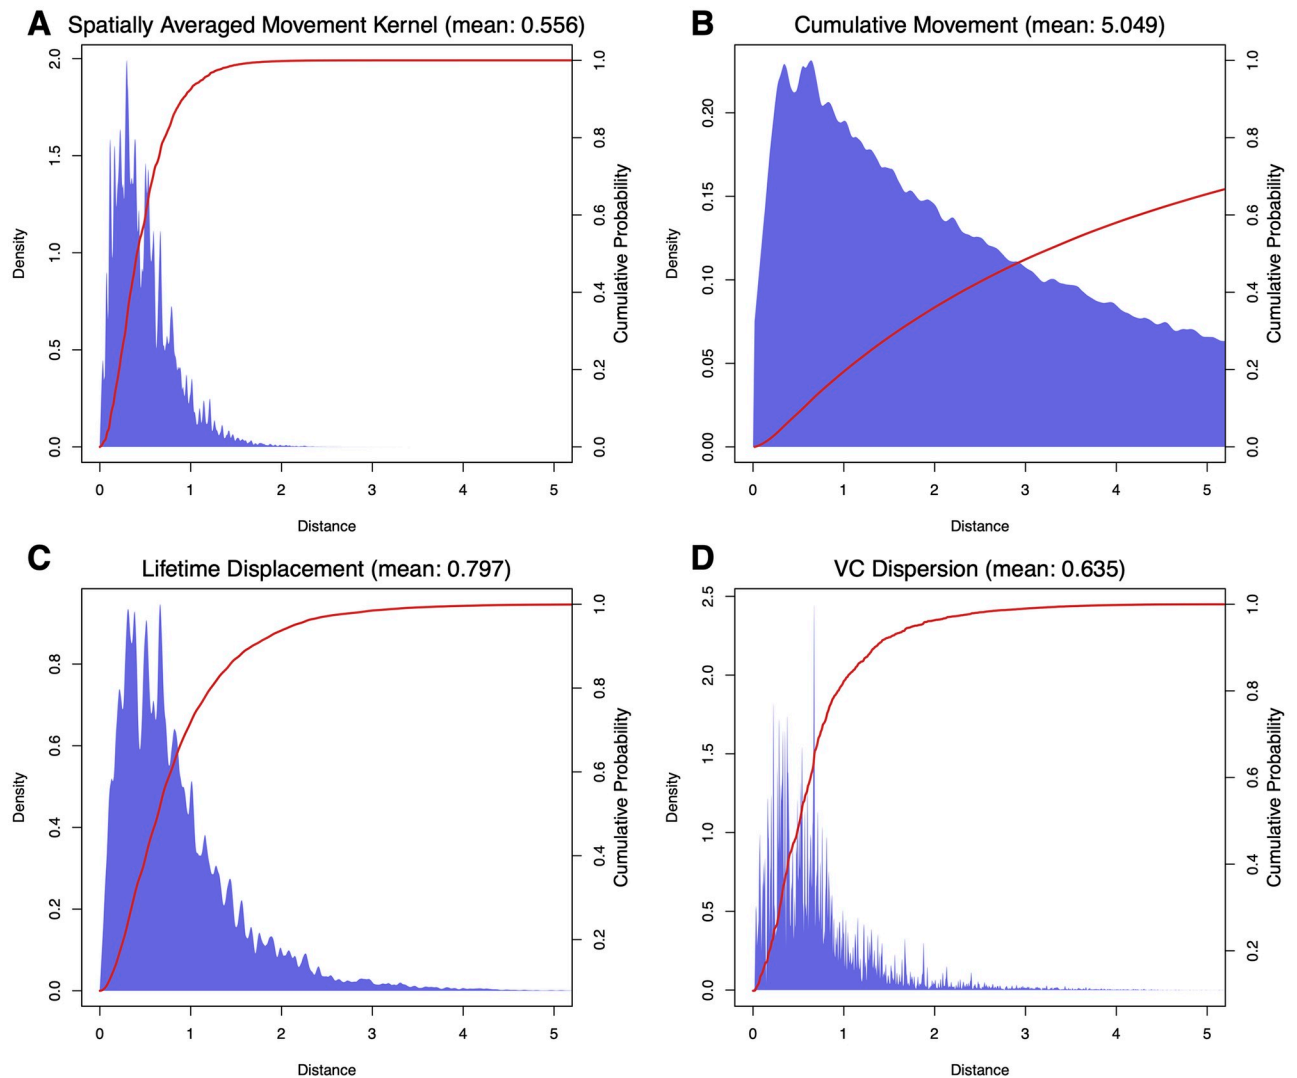 A Spatially Averaged Movement Kernel (mean: 0.556)
2.0
1.5
1.0
0.5
0.0
Density
1.0
0.8
0.6
0.4
0.2
0.0
Cumulative Probability
0 1 2 3 4 5
Distance
B Cumulative Movement (mean: 5.049)
0.20
0.15
0.10
0.05
0.00
Density
1.0
0.8
0.6
0.4
0.2
0.0
Cumulative Probability
0 1 2 3 4 5
Distance
C Lifetime Displacement (mean: 0.797)
0.8
0.6
0.4
0.2
0.0
Density
1.0
0.8
0.6
0.4
0.2
Cumulative Probability
0 1 2 3 4 5
Distance
D VC Dispersion (mean: 0.635)
2.5
2.0
1.5
1.0
0.5
0.0
Density
1.0
0.8
0.6
0.4
0.2
Cumulative Probability
0 1 2 3 4 5
Distance